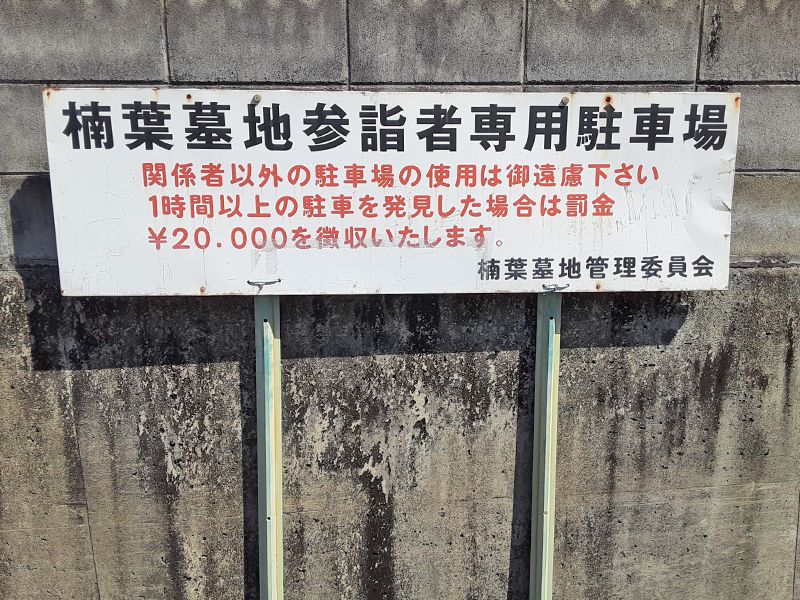 楠葉墓地参詣者専用駐車場
関係者以外の駐車場の使用は御遠慮下さい
1時間以上の駐車を発見した場合は罰金
￥20.000を徴収いたします。
楠葉墓地管理委員会